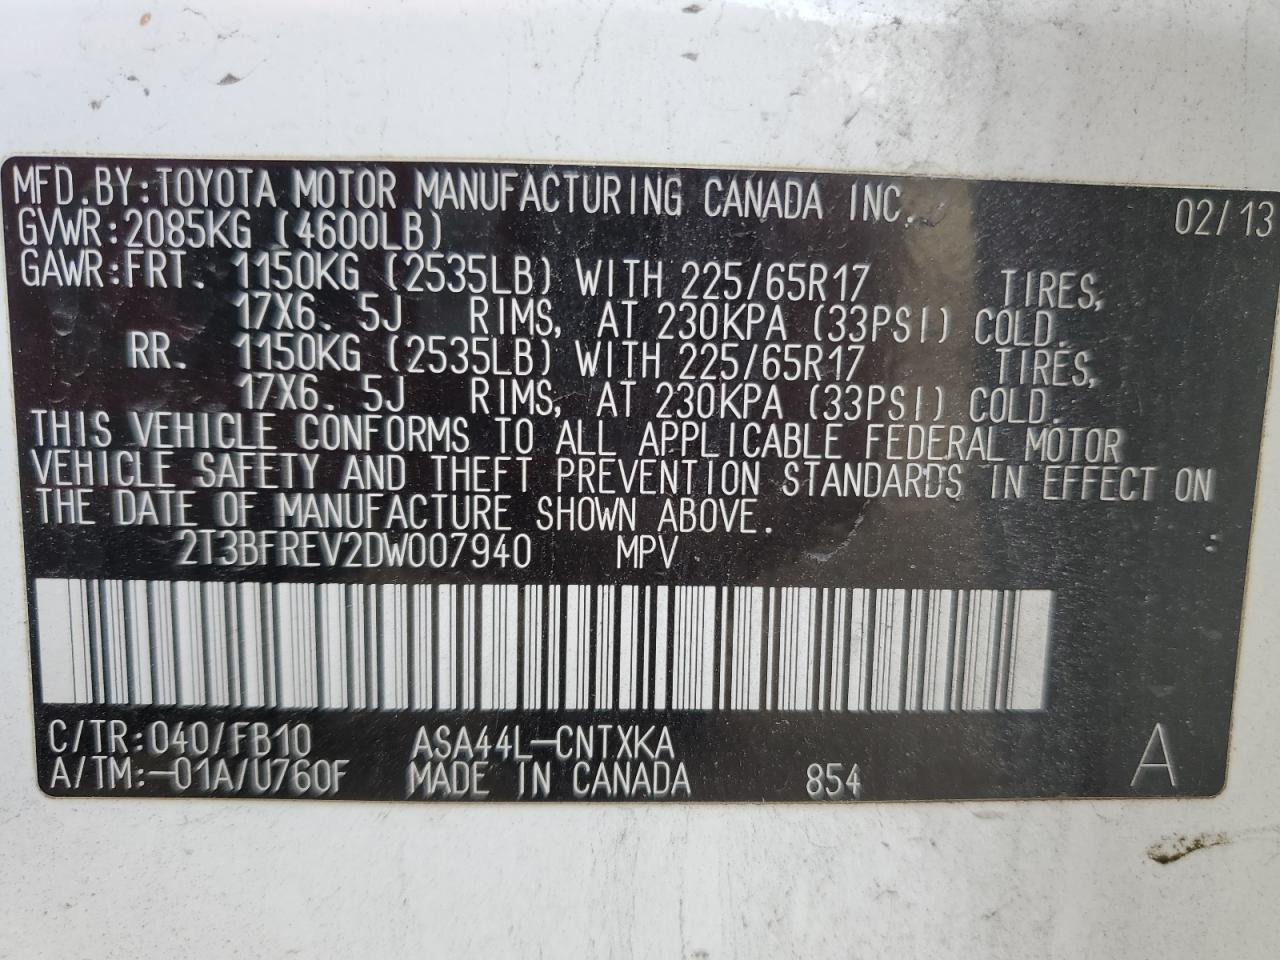 MFD.BY:TOYOTA MOTOR MANUFACTURING CANADA INC. 02/13
GVWR:2085KG (4600LB)
GAWR:FRT. 1150KG (2535LB) WITH 225/65R17 TIRES,
17X6.5J RIMS, AT 230KPA (33PSI) COLD.
RR. 1150KG (2535LB) WITH 225/65R17 TIRES,
17X6.5J RIMS, AT 230KPA (33PSI) COLD.
THIS VEHICLE CONFORMS TO ALL APPLICABLE FEDERAL MOTOR
VEHICLE SAFETY AND THEFT PREVENTION STANDARDS IN EFFECT ON
THE DATE OF MANUFACTURE SHOWN ABOVE.
2T3BFREV2DW007940 MPV :
C/TR:040/FB10 ASA44L-CNTXKA A
A/TM:-01A/U760F MADE IN CANADA 854